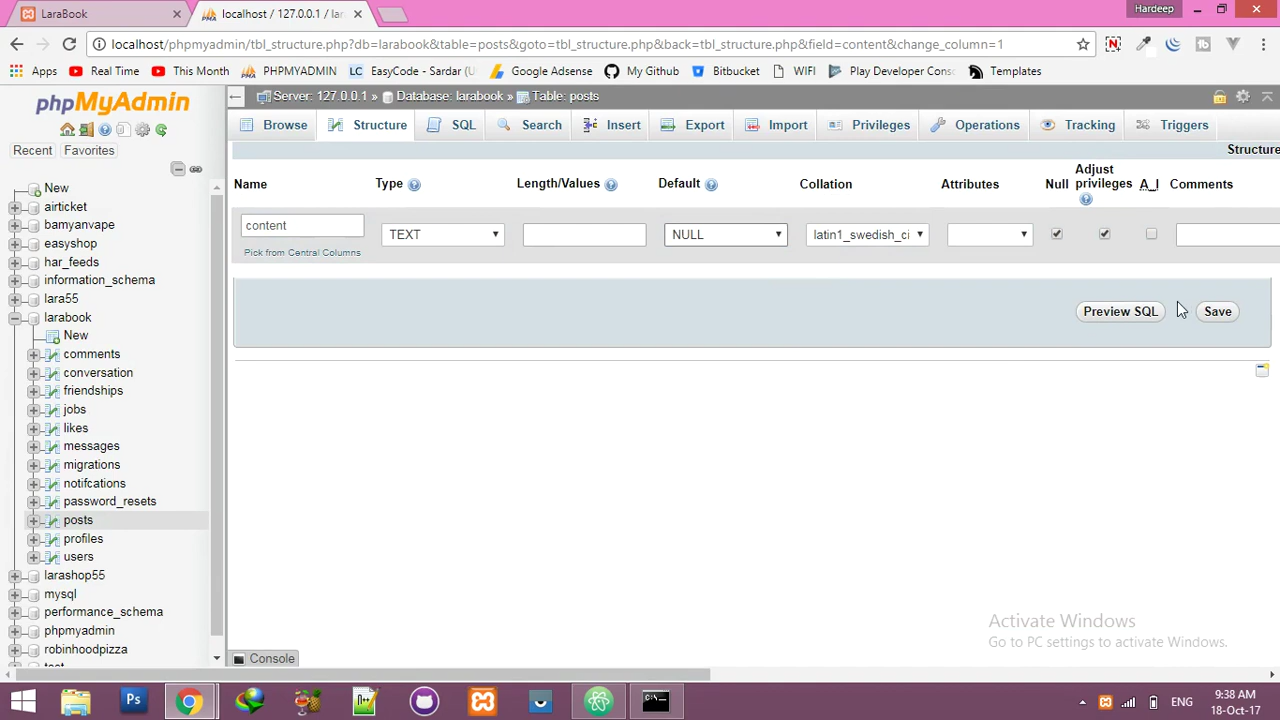 LaraBook
localhost / 127.0.0.1 / lar
Hardeep
localhost/phpmyadmin/tbl_structure.php?db=larabook&table=posts&goto=tbl_structure.php&back=tbl_structure.php&field=content&change_column=1
Apps Real Time This Month PHPMYADMIN EasyCode - Sardar (U Google Adsense My Github Bitbucket WIFI Play Developer Cons Templates
phpMyAdmin
Server: 127.0.0.1 » Database: larabook » Table: posts
Browse Structure SQL Search Insert Export Import Privileges Operations Tracking Triggers
Recent Favorites
Structure
Name Type Length/Values Default Collation Attributes Null Adjust privileges A_I Comments
content TEXT NULL latin1_swedish_ci
Pick from Central Columns
Preview SQL Save
New
airticket
bamyanvape
easyshop
har_feeds
information_schema
lara55
larabook
New
comments
conversation
friendships
jobs
likes
messages
migrations
notifcations
password_resets
posts
profiles
users
larashop55
mysql
performance_schema
phpmyadmin
robinhoodpizza
test
Console
Activate Windows
Go to PC settings to activate Windows.
Ps
ENG
9:38 AM
18-Oct-17